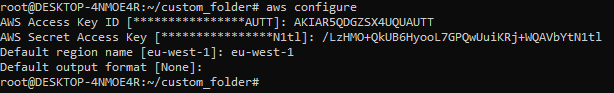 root@DESKTOP-4NMOE4R:~/custom_folder# aws configure
AWS Access Key ID [****************AUTT]: AKIAR5QDGZSX4UQUAUTT
AWS Secret Access Key [****************N1tl]: 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
Default region name [eu-west-1]: eu-west-1
Default output format [None]:
root@DESKTOP-4NMOE4R:~/custom_folder#